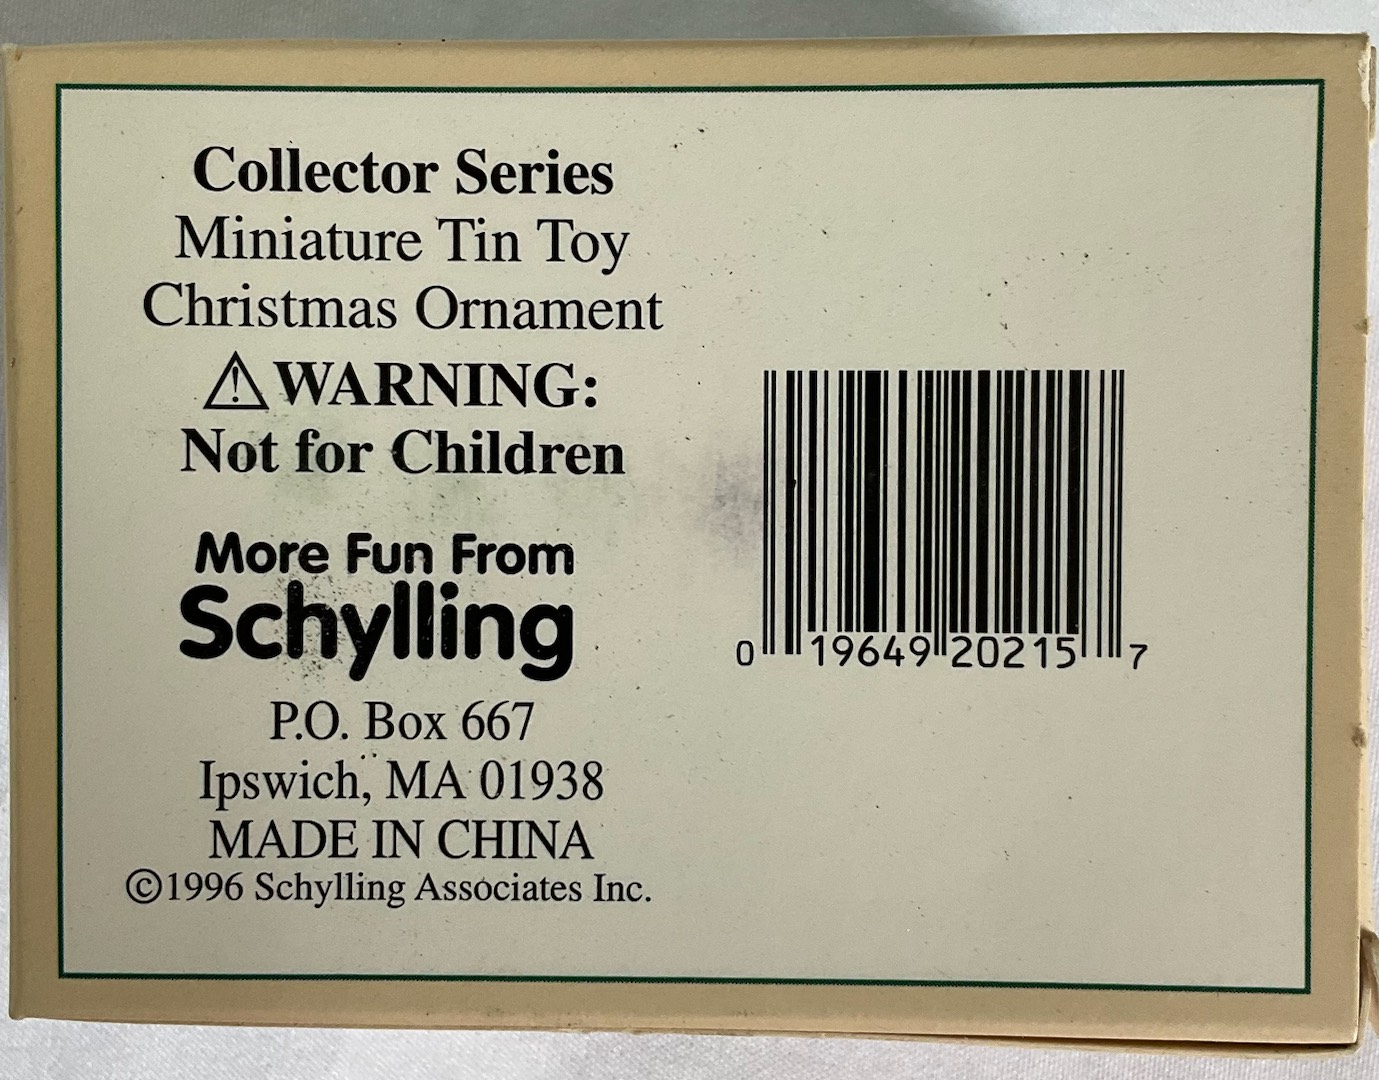 Collector Series
Miniature Tin Toy
Christmas Ornament
⚠WARNING:
Not for Children
More Fun From
Schylling
P.O. Box 667
Ipswich, MA 01938
MADE IN CHINA
©1996 Schylling Associates Inc.
0 19649 20215 7